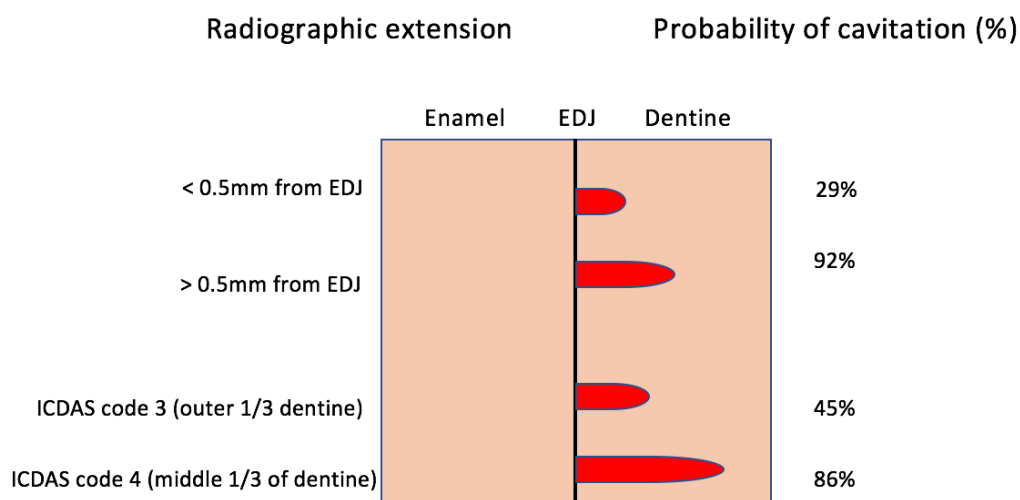 Radiographic extension Probability of cavitation (%)
Enamel EDJ Dentine
< 0.5mm from EDJ 29%
> 0.5mm from EDJ 92%
ICDAS code 3 (outer 1/3 dentine) 45%
ICDAS code 4 (middle 1/3 of dentine) 86%